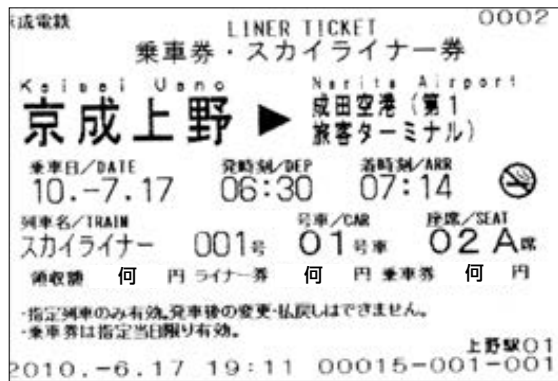 京成電鉄 LINER TICKET 0002
乗車券・スカイライナー券
Keisei Ueno Narita Airport
京成上野 ▶ 成田空港(第1
旅客ターミナル)
乗車日/DATE 発時刻/DEP 着時刻/ARR
10.-7.17 06:30 07:14
列車名/TRAIN 号車/CAR 座席/SEAT
スカイライナー 001号 01号車 02 A席
領収額 何 円 ライナー券 何 円 乗車券 何 円
・指定列車のみ有効。発車後の変更・払戻しはできません。
・乗車券は指定当日限り有効。
上野駅01
2010.-6.17 19:11 00015-001-001